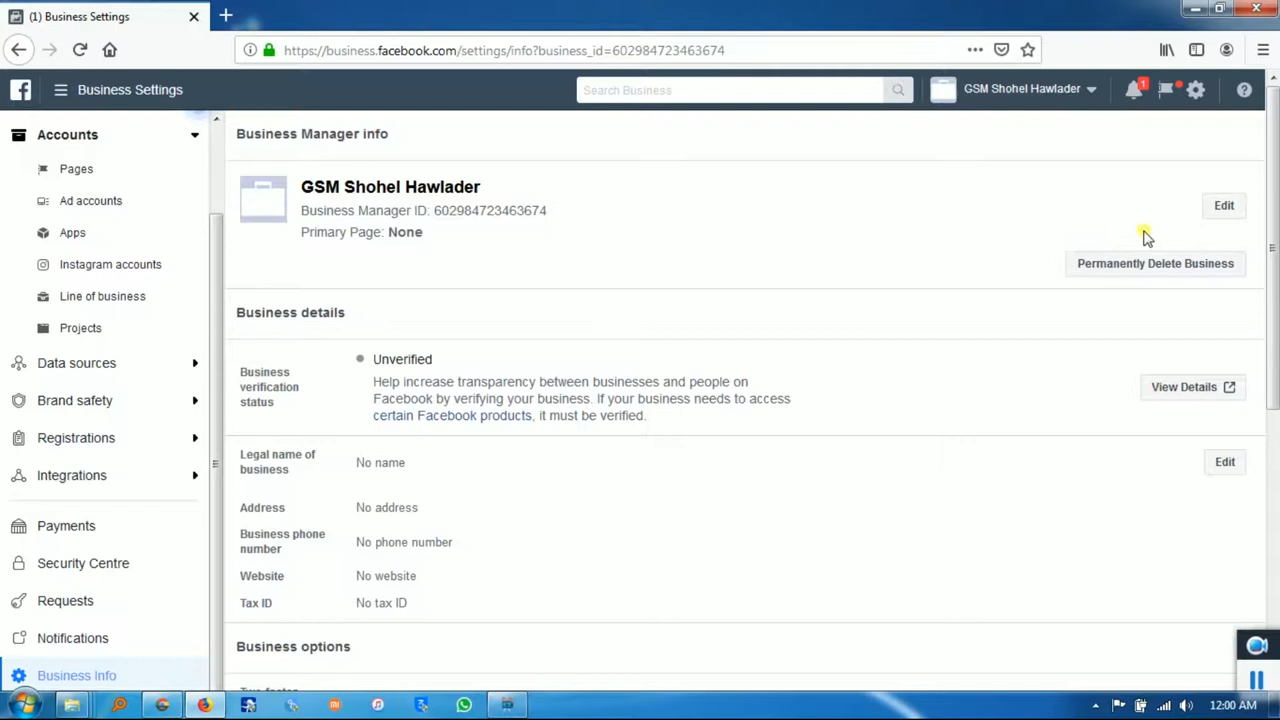 (1) Business Settings
https://business.facebook.com/settings/info?business_id=602984723463674
Business Settings
Search Business
GSM Shohel Hawlader
1
Accounts
Pages
Ad accounts
Apps
Instagram accounts
Line of business
Projects
Data sources
Brand safety
Registrations
Integrations
Payments
Security Centre
Requests
Notifications
Business Info
Business Manager info
GSM Shohel Hawlader
Business Manager ID: 602984723463674
Primary Page: None
Edit
Permanently Delete Business
Business details
Business
verification
status
Unverified
Help increase transparency between businesses and people on
Facebook by verifying your business. If your business needs to access
certain Facebook products, it must be verified.
View Details
Legal name of
business
No name
Edit
Address
No address
Business phone
number
No phone number
Website
No website
Tax ID
No tax ID
Business options
12:00 AM